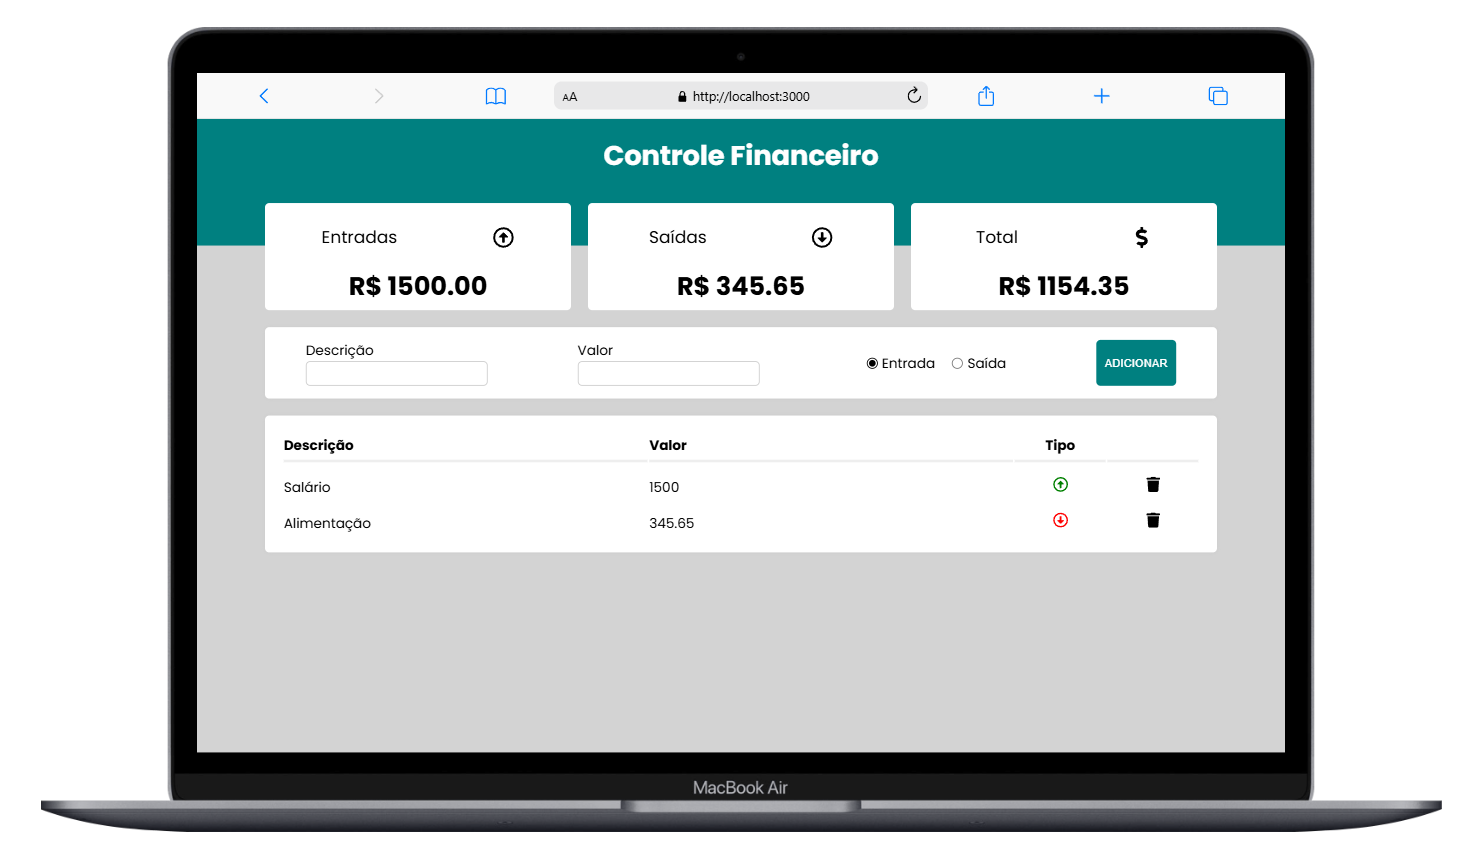 AA http://localhost:3000
Controle Financeiro
Entradas
R$ 1500.00
Saídas
R$ 345.65
Total $
R$ 1154.35
Descrição Valor
Entrada Saída ADICIONAR
Descrição Valor Tipo
Salário 1500
Alimentação 345.65
MacBook Air